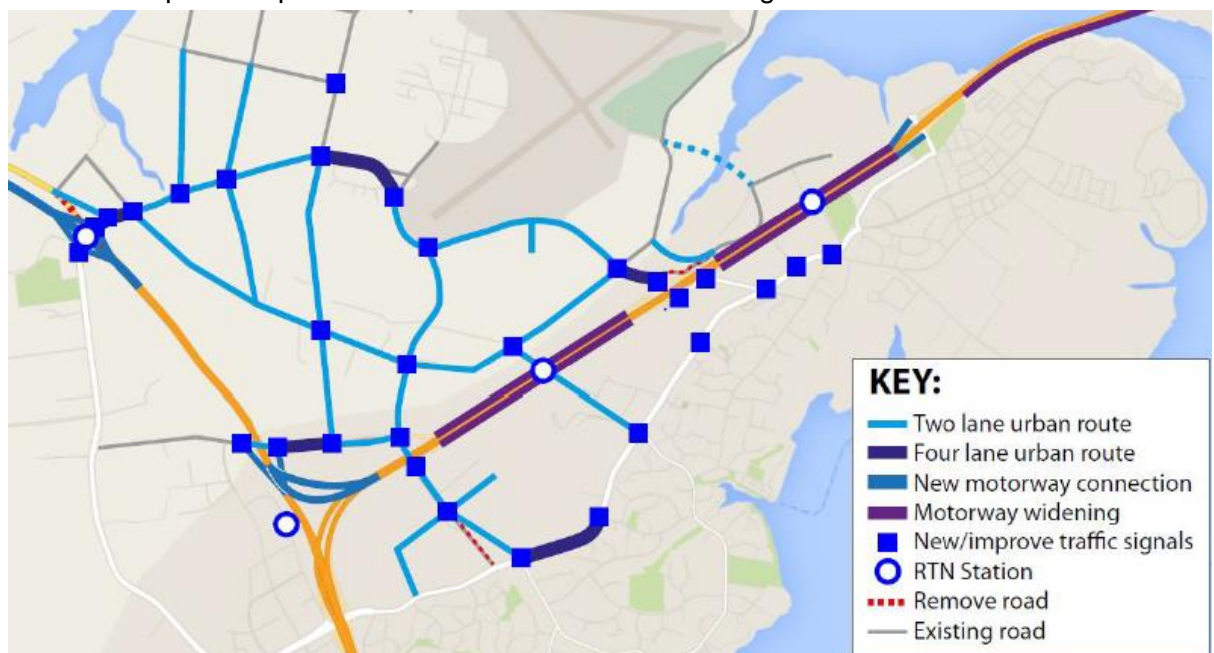 KEY:
Two lane urban route
Four lane urban route
New motorway connection
Motorway widening
New/improve traffic signals
RTN Station
Remove road
Existing road